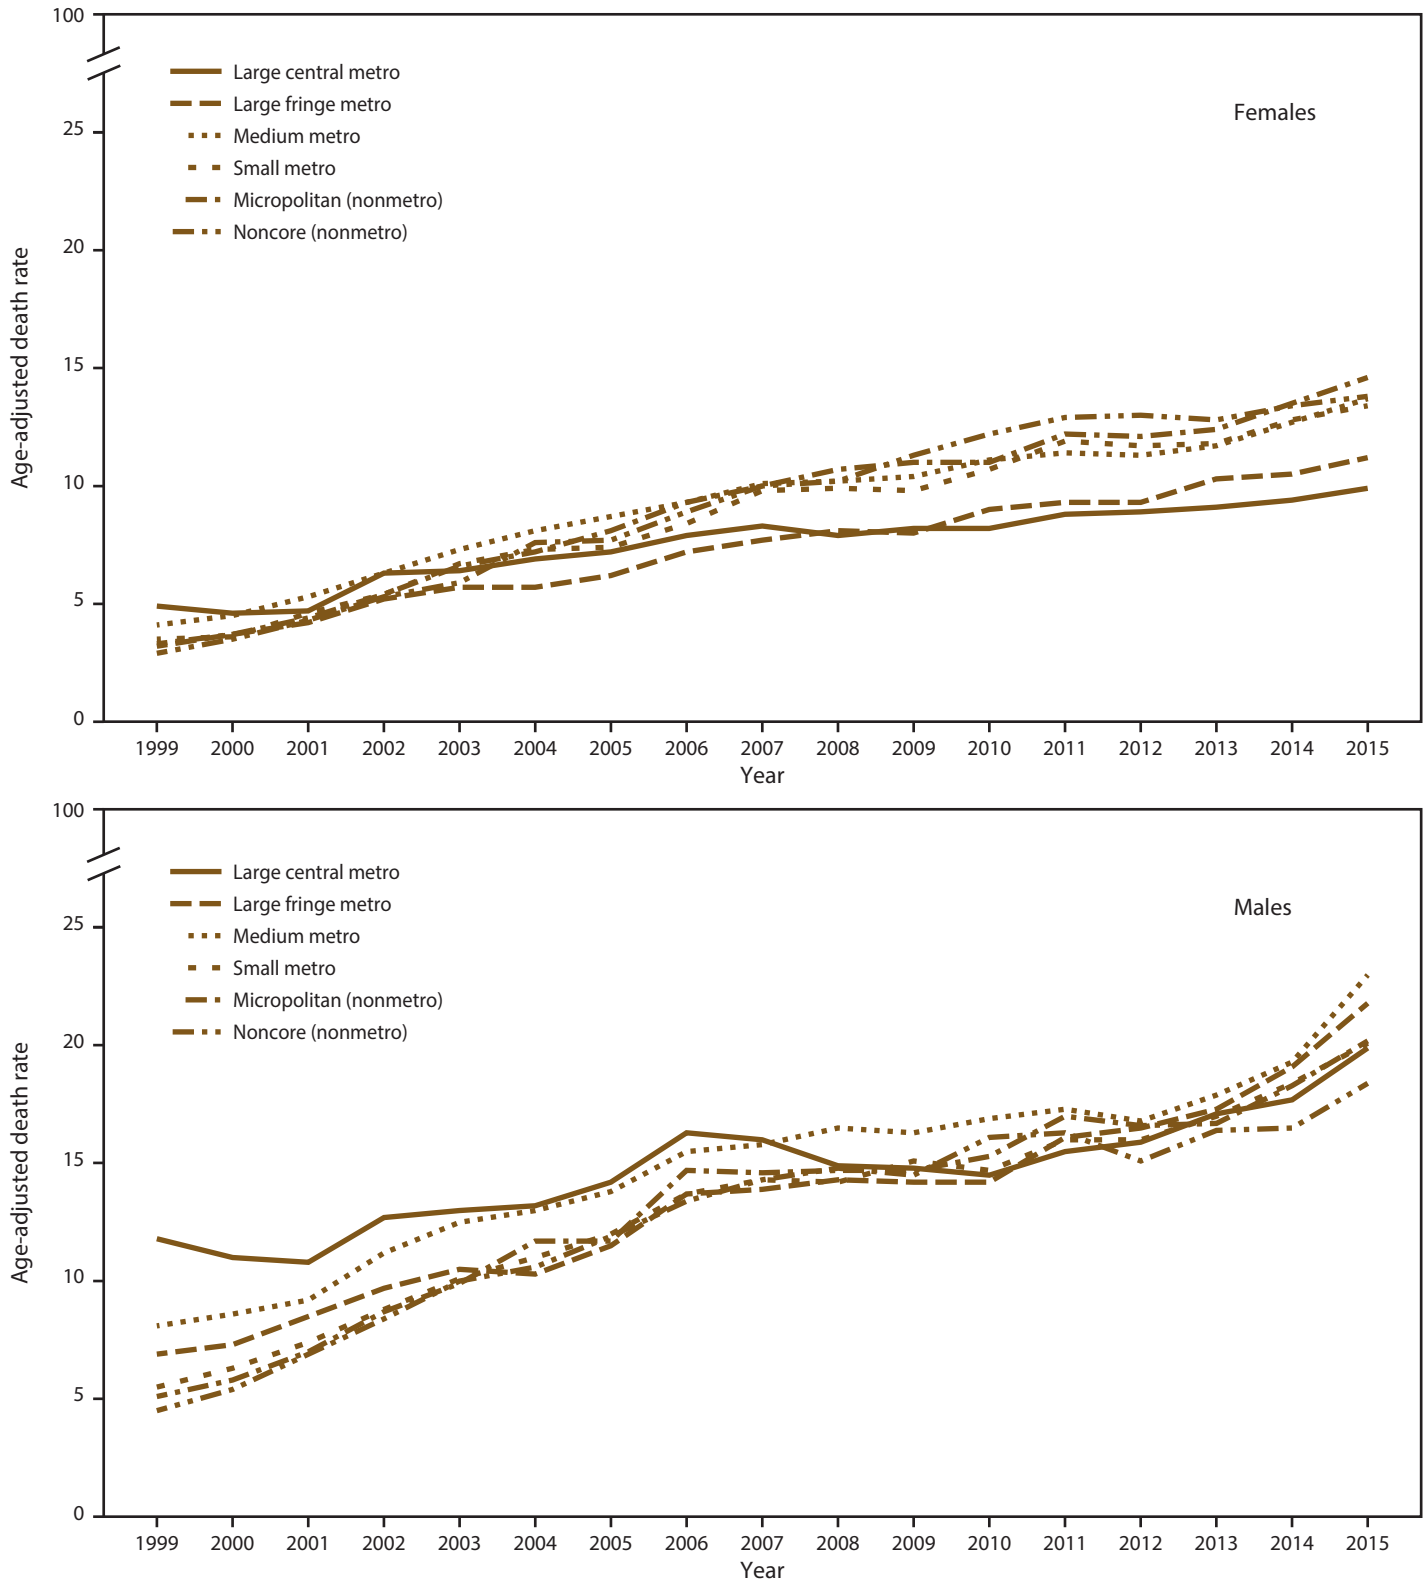 100
Large central metro
Large fringe metro
Females
25
Medium metro
Small metro
Micropolitan (nonmetro)
Noncore (nonmetro)
20
Age-adjusted death rate
15
10
5
0
1999 2000 2001 2002 2003 2004 2005 2006 2007 2008 2009 2010 2011 2012 2013 2014 2015
Year
100
Large central metro
Large fringe metro
Males
25
Medium metro
Small metro
Micropolitan (nonmetro)
Noncore (nonmetro)
20
Age-adjusted death rate
15
10
5
0
1999 2000 2001 2002 2003 2004 2005 2006 2007 2008 2009 2010 2011 2012 2013 2014 2015
Year